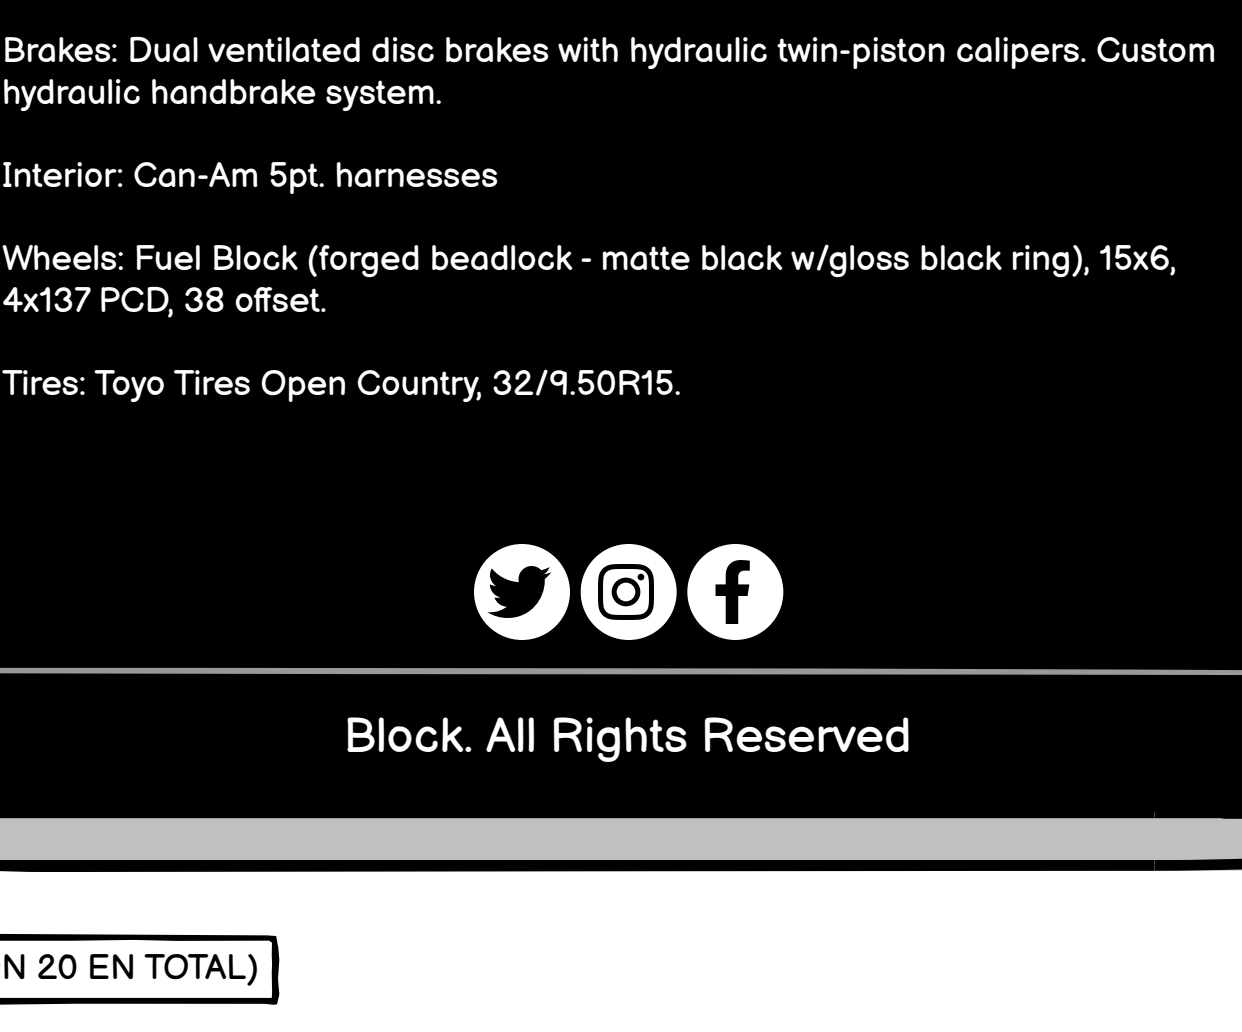 Brakes: Dual ventilated disc brakes with hydraulic twin-piston calipers. Custom
hydraulic handbrake system.
Interior: Can-Am 5pt. harnesses
Wheels: Fuel Block (forged beadlock - matte black w/gloss black ring), 15x6,
4x137 PCD, 38 offset.
Tires: Toyo Tires Open Country, 32/9.50R15.
Block. All Rights Reserved
N 20 EN TOTAL)